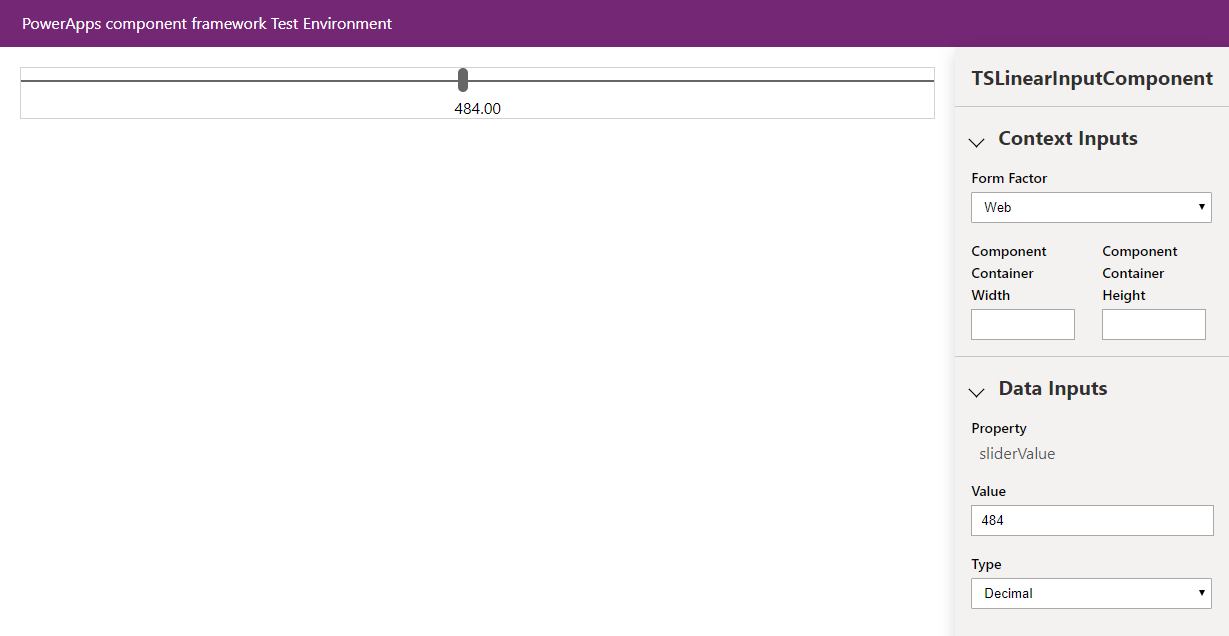 PowerApps component framework Test Environment
484.00
TSLinearInputComponent
Context Inputs
Form Factor
Web
Component
Container
Width
Component
Container
Height
Data Inputs
Property
sliderValue
Value
484
Type
Decimal